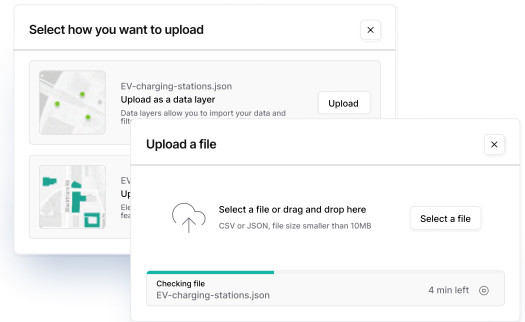 Select how you want to upload
EV-charging-stations.json
Upload as a data layer
Upload
Data layers allow you to import your data and
Upload a file
Select a file or drag and drop here
CSV or JSON, file size smaller than 10MB
Select a file
Checking file
EV-charging-stations.json
4 min left